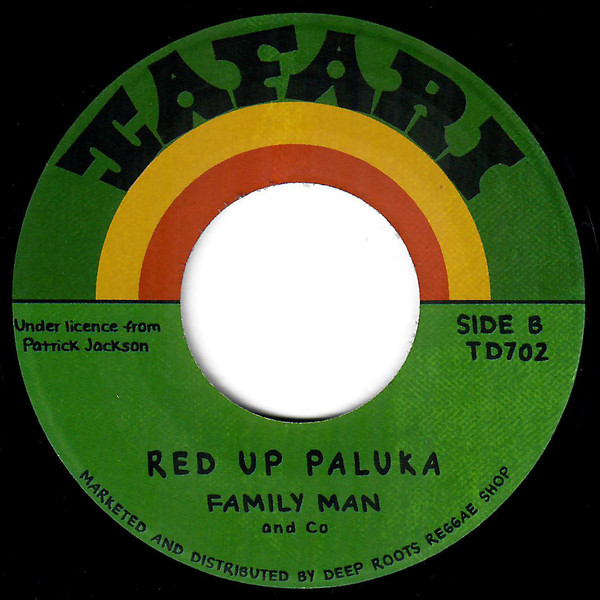 TAFARI
Under licence from
Patrick Jackson
SIDE B
TD702
RED UP PALUKA
FAMILY MAN
and Co
MARKETED AND DISTRIBUTED BY DEEP ROOTS REGGAE SHOP